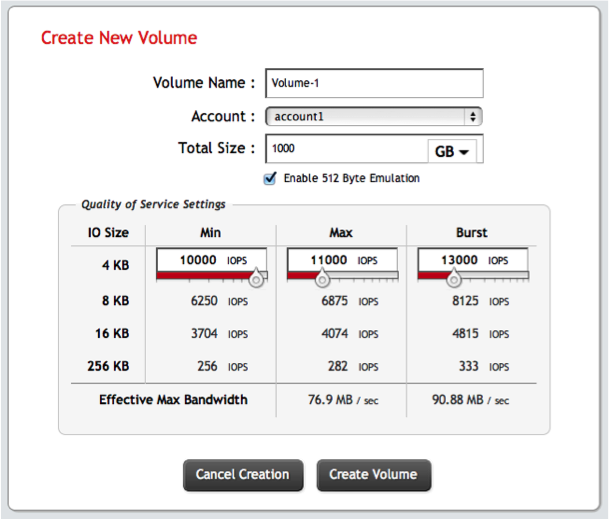 Create New Volume
Volume Name : Volume-1
Account : account1
Total Size : 1000 GB
Enable 512 Byte Emulation
Quality of Service Settings
IO Size Min Max Burst
4 KB 10000 IOPS 11000 IOPS 13000 IOPS
8 KB 6250 IOPS 6875 IOPS 8125 IOPS
16 KB 3704 IOPS 4074 IOPS 4815 IOPS
256 KB 256 IOPS 282 IOPS 333 IOPS
Effective Max Bandwidth 76.9 MB / sec 90.88 MB / sec
Cancel Creation Create Volume